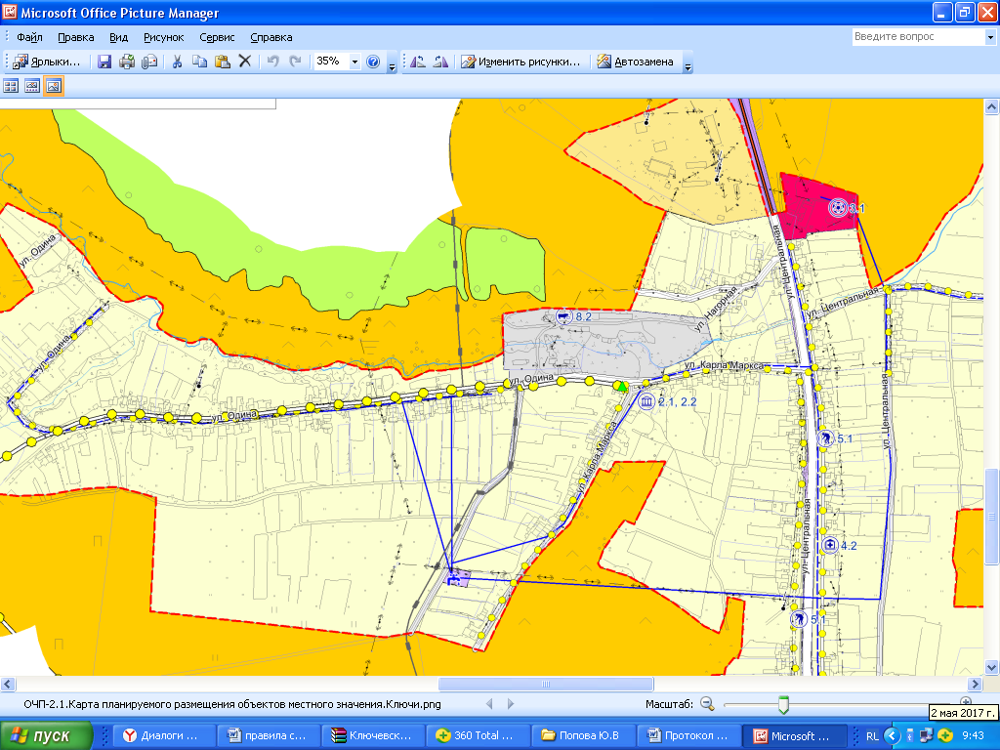 Microsoft Office Picture Manager
Файл Правка Вид Рисунок Сервис Справка
Введите вопрос
Ярлыки... 35% Изменить рисунки... Автозамена
3.1
ул. Одина
ул. Центральная
ул. Нагорная
ул. Центральная
8.2
ул. Одина
ул. Карла Маркса
ул. Одина
2.1, 2.2
ул. Одина
ул. Центральная
5.1
ул. Карла Маркса
ул. Центральная
4.2
5.1
ОЧП-2.1.Карта планируемого размещения объектов местного значения.Ключи.png
Масштаб:
2 мая 2017 г.
пуск
Диалоги ...
правила с...
Ключевск...
360 Total ...
Попова Ю.В
Протокол ...
Microsoft ...
RL
9:43